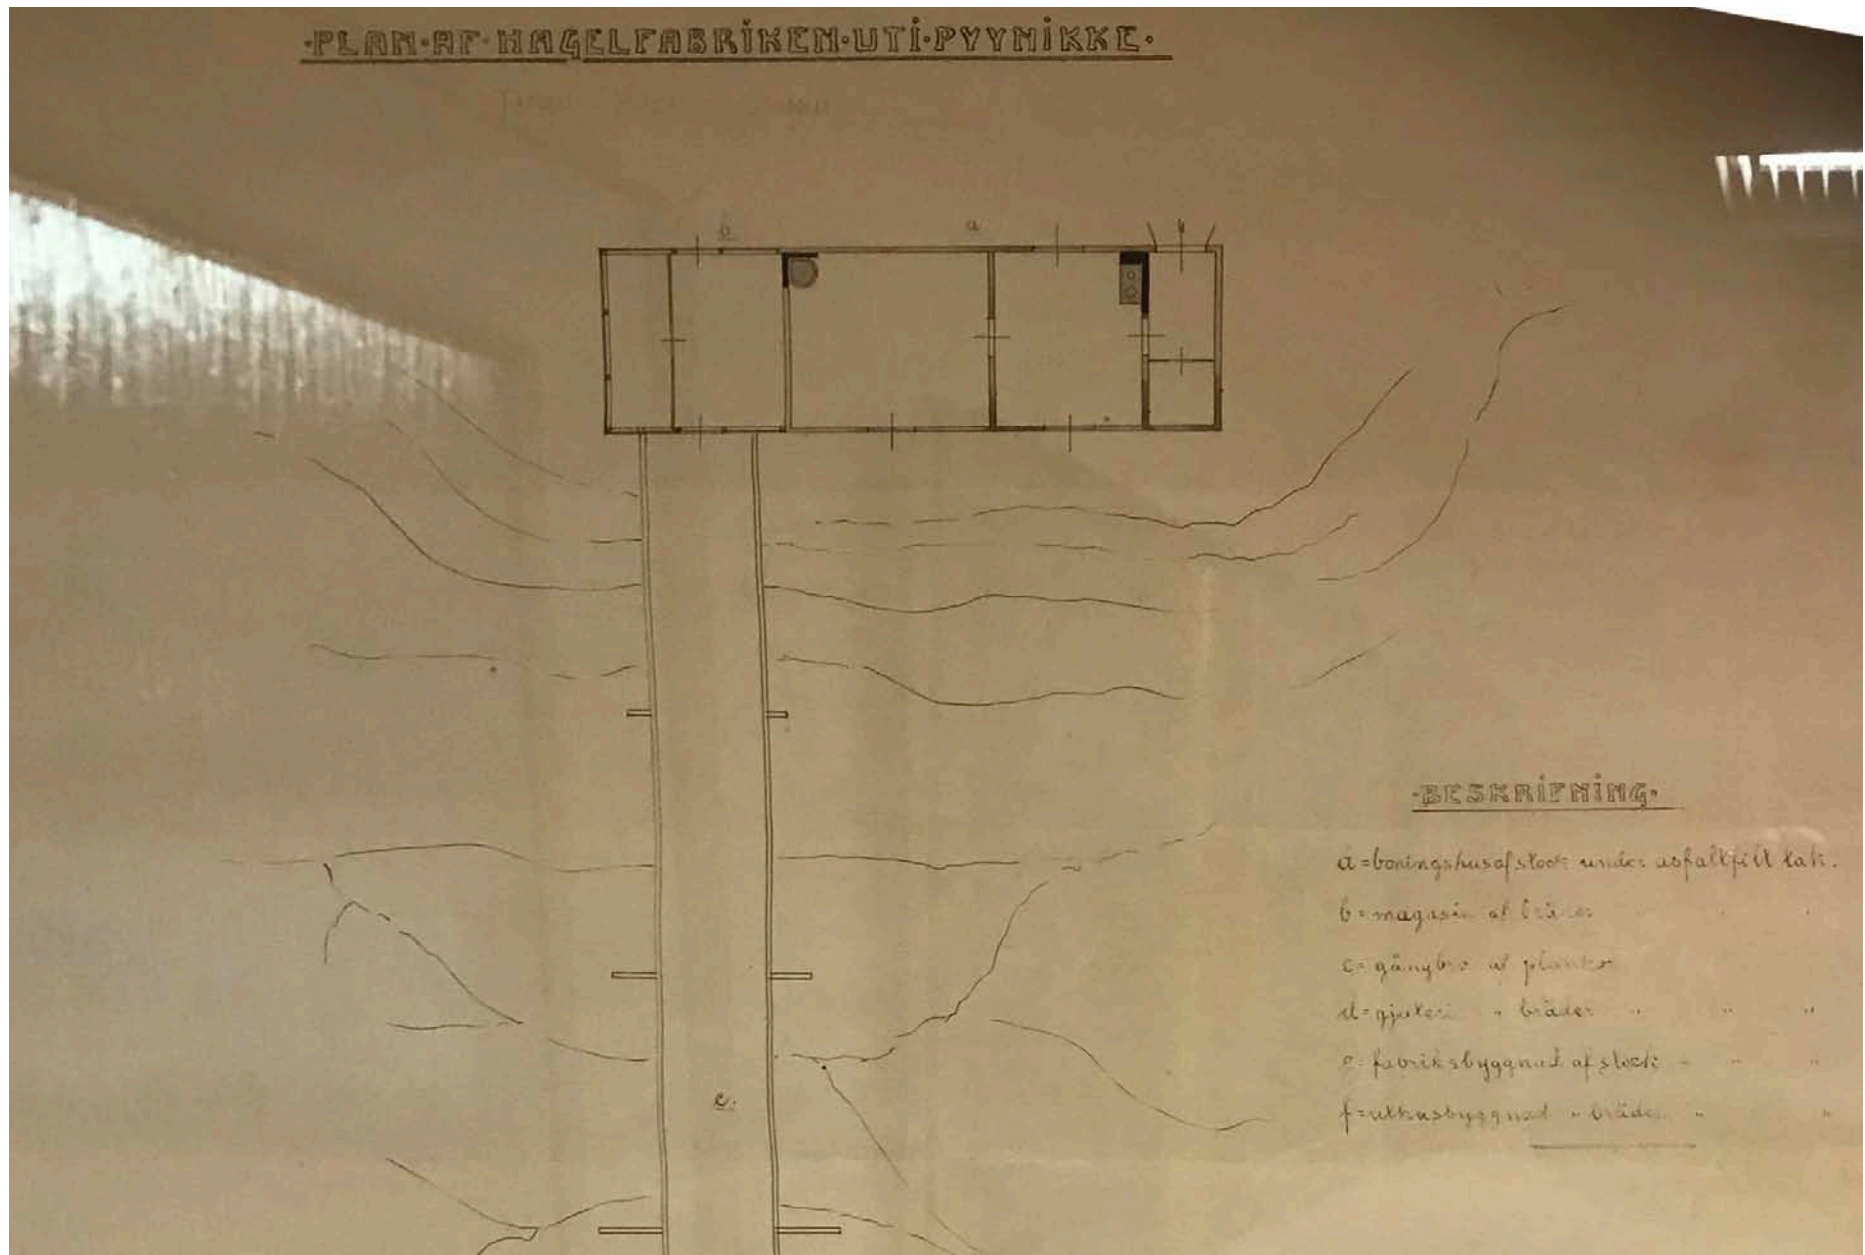 ·PLAN·AF·HAGELFABRIKEN·UTI·PYYNIKKE·
b a b
·BESKRIFNING·
a = boningshus af stock under asfaltfilt tak.
b = magasin af bräder " " "
c = gångbro af plankor
d = gjuteri " bräder " " "
e = fabriksbyggnad af stock " " "
f = uthusbyggnad " bräder " "
c.